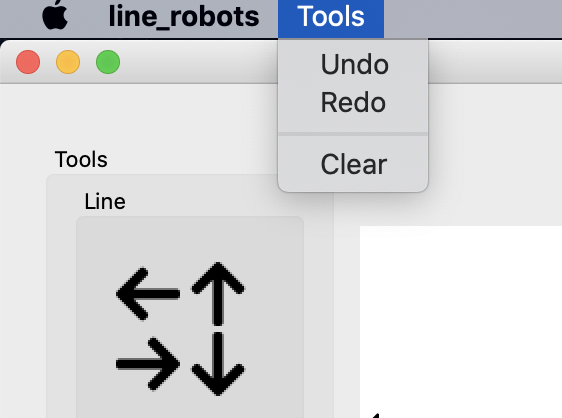 line_robots Tools
Undo
Redo
Clear
Tools
Line